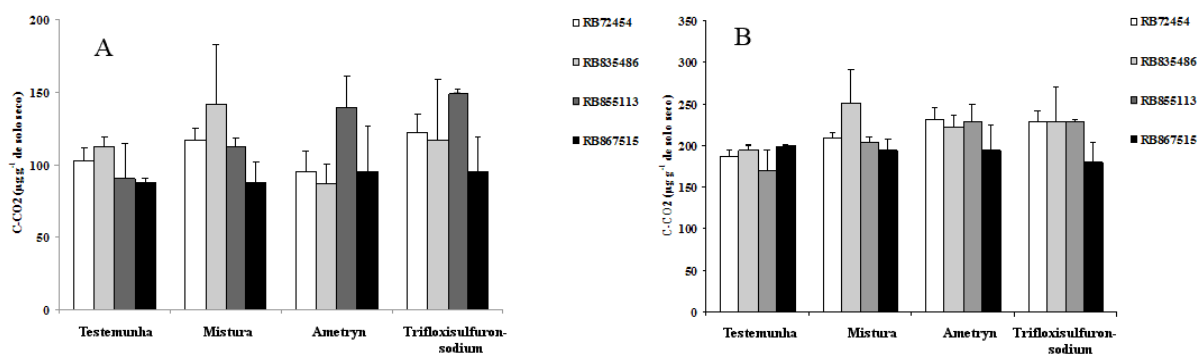 A
C-CO2 (µg g-1 de solo seco)
200
150
100
50
0
Testemunha
Mistura
Ametryn
Trifloxisulfuron-
sodium
RB72454
RB835486
RB855113
RB867515
B
C-CO2 (µg g-1 de solo seco)
350
300
250
200
150
100
50
0
Testemunha
Mistura
Ametryn
Trifloxisulfuron-
sodium
RB72454
RB835486
RB855113
RB867515